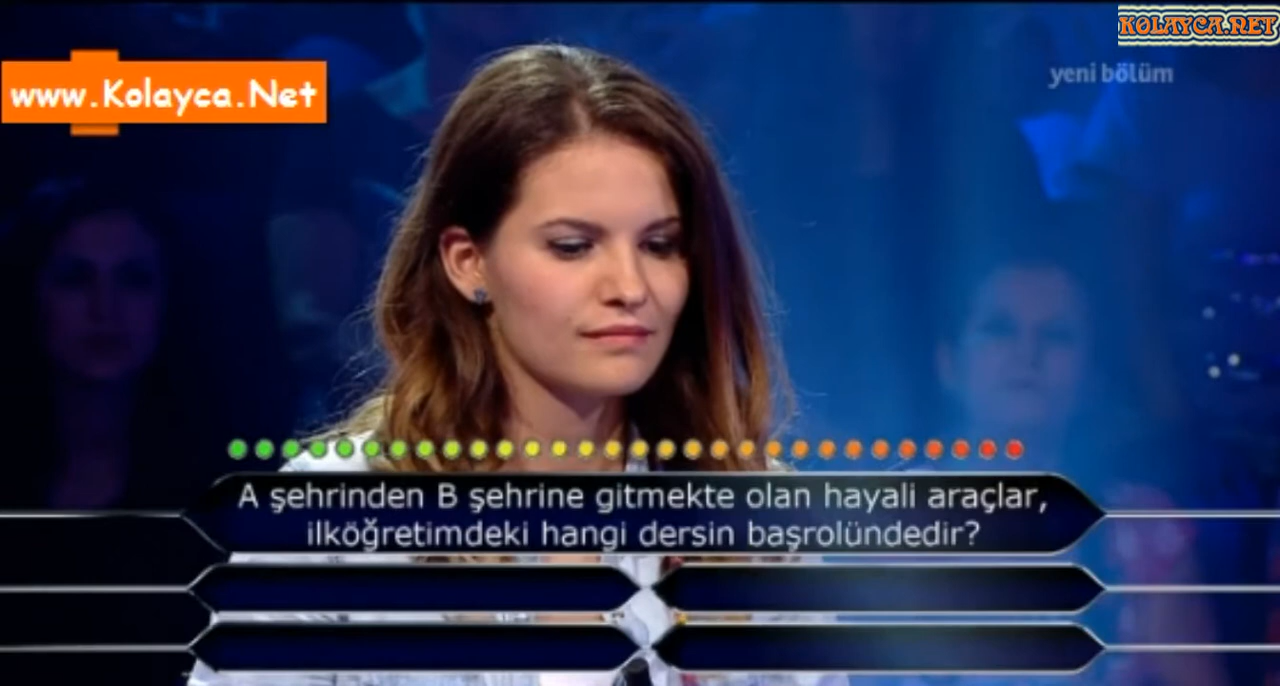 KOLAYCA.NET
yeni bölüm
www.Kolayca.Net
A şehrinden B şehrine gitmekte olan hayali araçlar,
ilköğretimdeki hangi dersin başrolündedir?